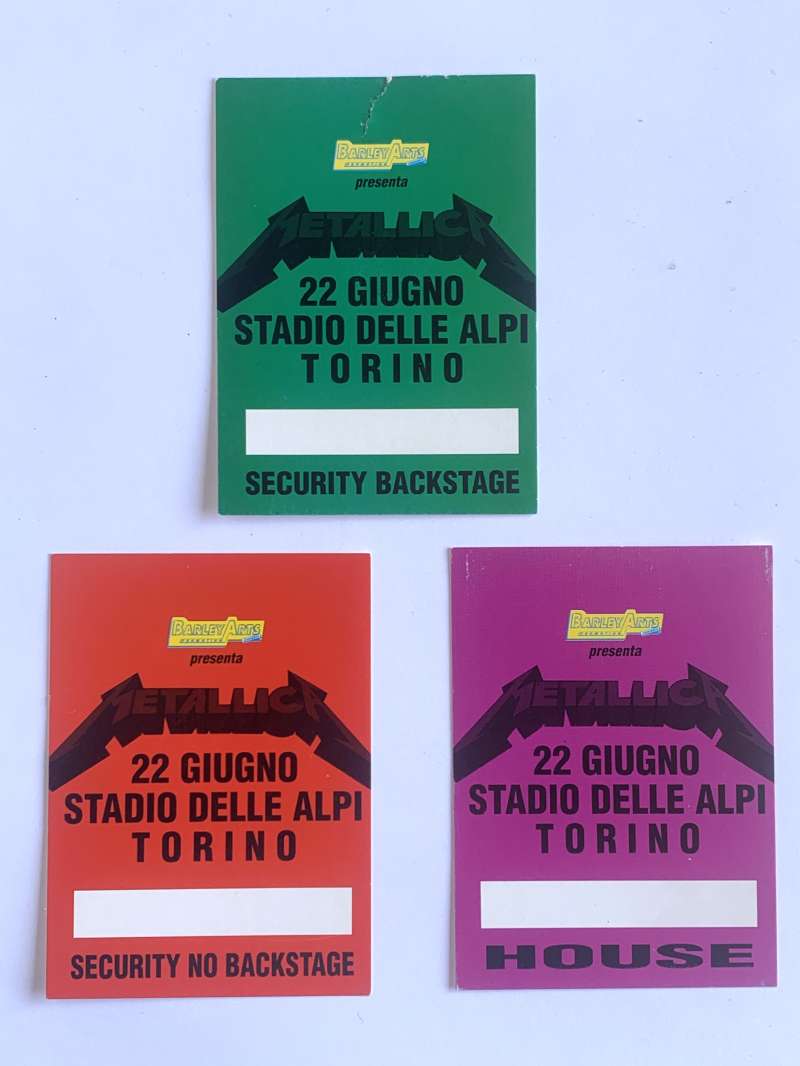 BARLEY ARTS
presenta
METALLICA
22 GIUGNO
STADIO DELLE ALPI
TORINO
SECURITY BACKSTAGE
BARLEY ARTS
presenta
METALLICA
22 GIUGNO
STADIO DELLE ALPI
TORINO
SECURITY NO BACKSTAGE
BARLEY ARTS
presenta
METALLICA
22 GIUGNO
STADIO DELLE ALPI
TORINO
HOUSE